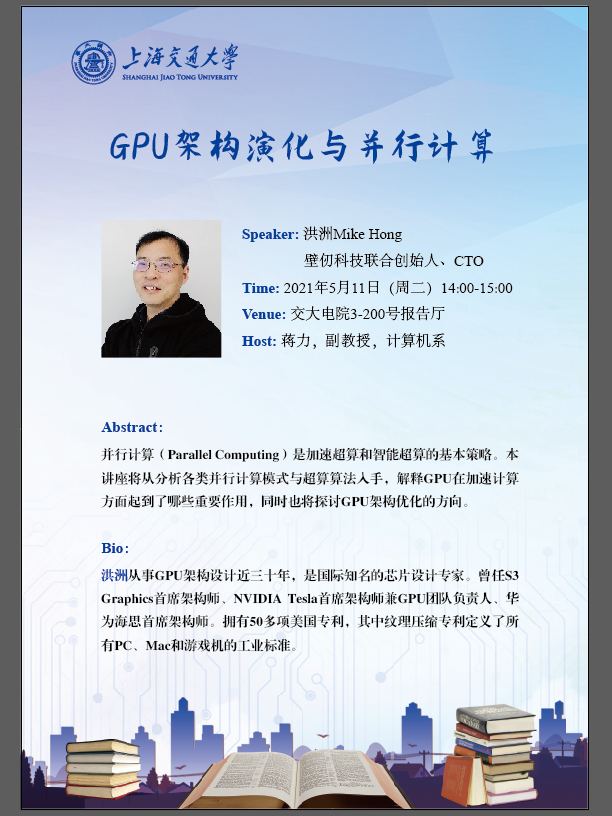 上海交通大学
SHANGHAI JIAO TONG UNIVERSITY
GPU架构演化与并行计算
Speaker: 洪洲Mike Hong
壁仞科技联合创始人、CTO
Time: 2021年5月11日（周二）14:00-15:00
Venue: 交大电院3-200号报告厅
Host: 蒋力，副教授，计算机系
Abstract:
并行计算（Parallel Computing）是加速超算和智能超算的基本策略。本
讲座将从分析各类并行计算模式与超算算法入手，解释GPU在加速计算
方面起到了哪些重要作用，同时也将探讨GPU架构优化的方向。
Bio:
洪洲从事GPU架构设计近三十年，是国际知名的芯片设计专家。曾任S3
Graphics首席架构师、NVIDIA Tesla首席架构师兼GPU团队负责人、华
为海思首席架构师。拥有50多项美国专利，其中纹理压缩专利定义了所
有PC、Mac和游戏机的工业标准。